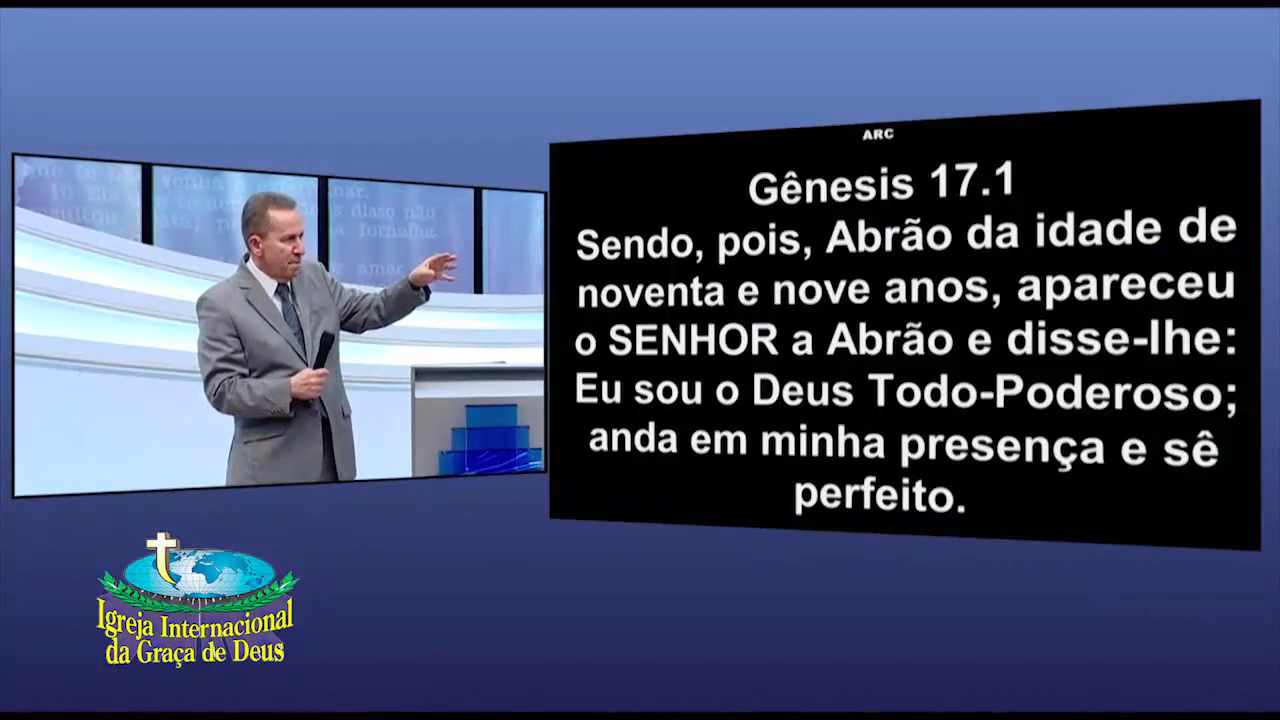 ARC
Gênesis 17.1
Sendo, pois, Abrão da idade de
noventa e nove anos, apareceu
o SENHOR a Abrão e disse-lhe:
Eu sou o Deus Todo-Poderoso;
anda em minha presença e sê
perfeito.
Igreja Internacional
da Graça de Deus